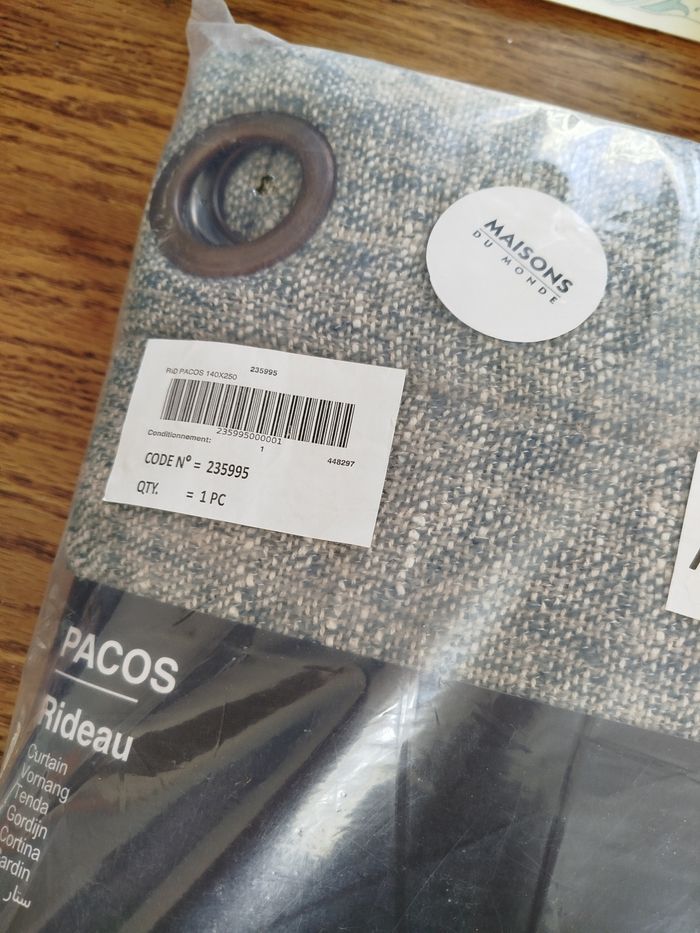 MAISONS
DU MONDE
RID PACOS 140X250 235995
235995000001
Conditionnement: 1
448297
CODE N° = 235995
QTY. = 1 PC
PACOS
Rideau
Curtain
Vornang
Tenda
Gordijn
Cortina
ستار